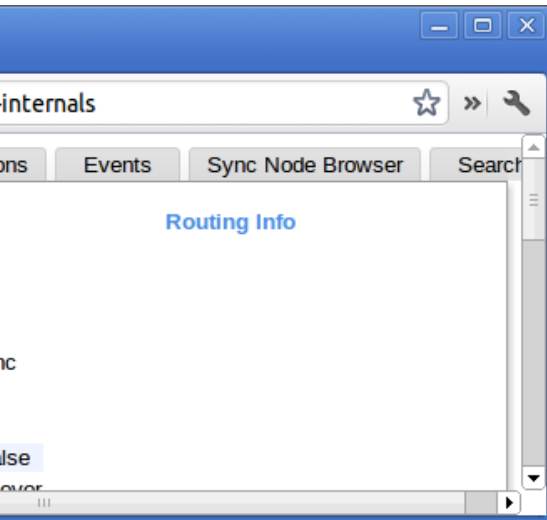 -internals
»
ons Events Sync Node Browser Search
Routing Info
nc
alse